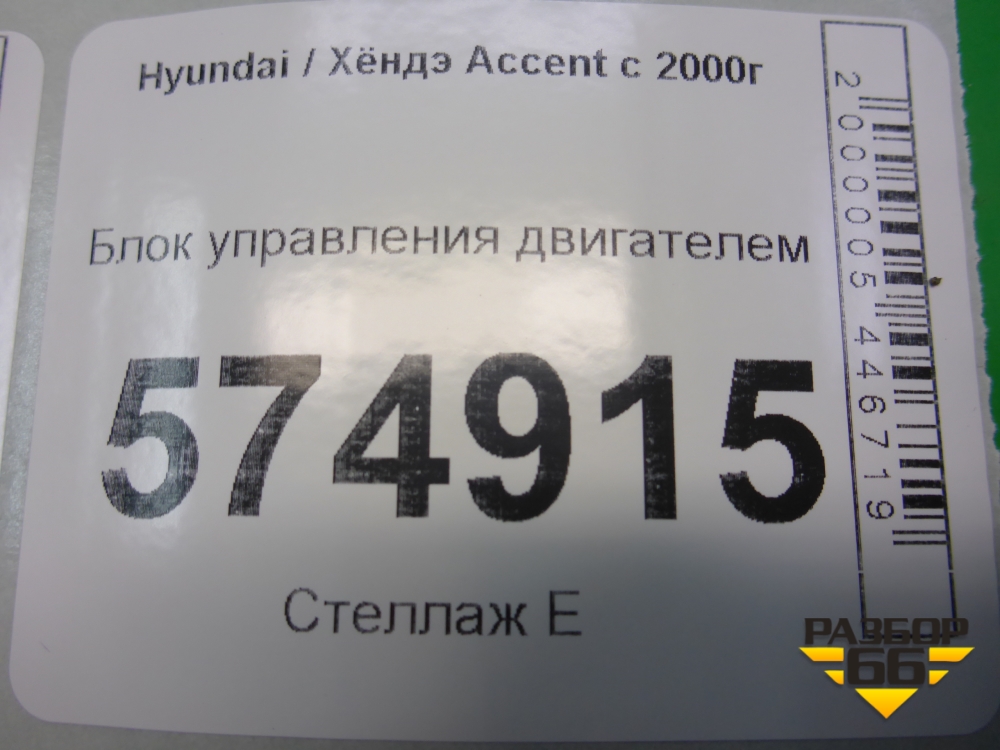 Hyundai / Хёндэ Accent с 2000г
Блок управления двигателем
574915
Стеллаж Е
2000005446719
РАЗБОР
66